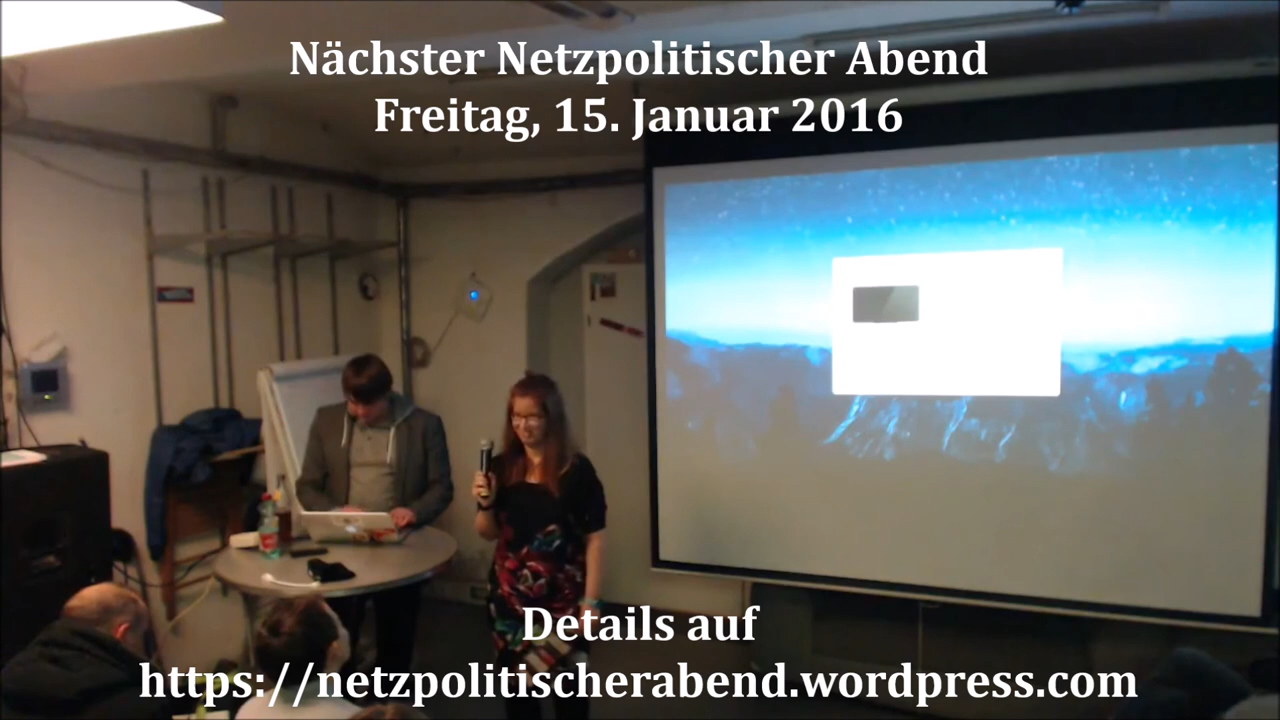 Nächster Netzpolitischer Abend
Freitag, 15. Januar 2016
Details auf
https://netzpolitischerabend.wordpress.com